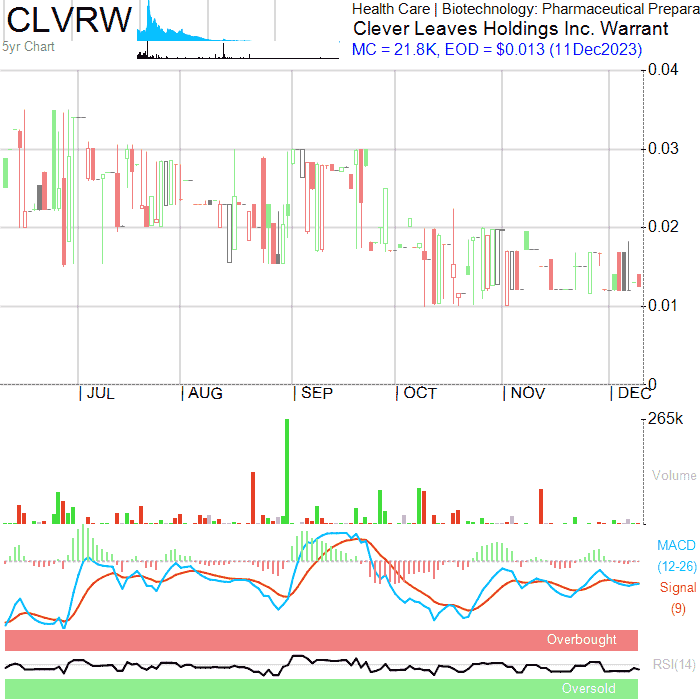 CLVRW
Health Care | Biotechnology: Pharmaceutical Prepara
Clever Leaves Holdings Inc. Warrant
5yr Chart
MC = 21.8K, EOD = $0.013 (11Dec2023)
0.04
0.03
0.02
0.01
0
| JUL | AUG | SEP | OCT | NOV | DEC
265k
Volume
MACD
(12-26)
Signal
(9)
Overbought
RSI(14)
Oversold